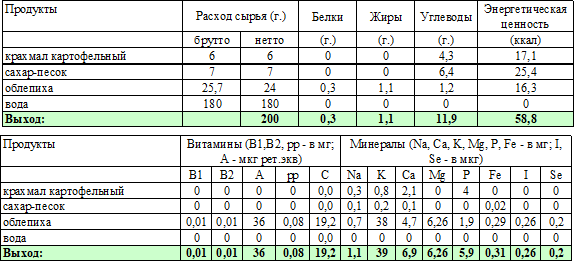 Продукты Расход сырья (г.) Белки Жиры Углеводы Энергетическая ценность
брутто нетто (г.) (г.) (г.) (ккал)
крахмал картофельный 6 6 0 0 4,3 17,1
сахар-песок 7 7 0 0 6,4 25,4
облепиха 25,7 24 0,3 1,1 1,2 16,3
вода 180 180 0 0 0 0
Выход: 200 0,3 1,1 11,9 58,8
Продукты Витамины (В1,В2, рр - в мг; Минералы (Na, Ca, K, Mg, P, Fe - в мг; I,
А - мкг рет.экв) Se - в мкг)
В1 В2 А рр С Na K Ca Mg P Fe I Se
крахмал картофельный 0 0 0 0 0,0 0,3 0,8 2,1 0 4 0 0 0
сахар-песок 0 0 0 0 0,0 0,1 0,2 0,1 0 0 0,02 0 0
облепиха 0,01 0,01 36 0,08 19,2 0,7 38 4,7 6,26 1,9 0,29 0,26 0,2
вода 0 0 0 0 0,0 0 0 0 0 0 0 0 0
Выход: 0,01 0,01 36 0,08 19,2 1,1 39 6,9 6,26 5,9 0,31 0,26 0,2